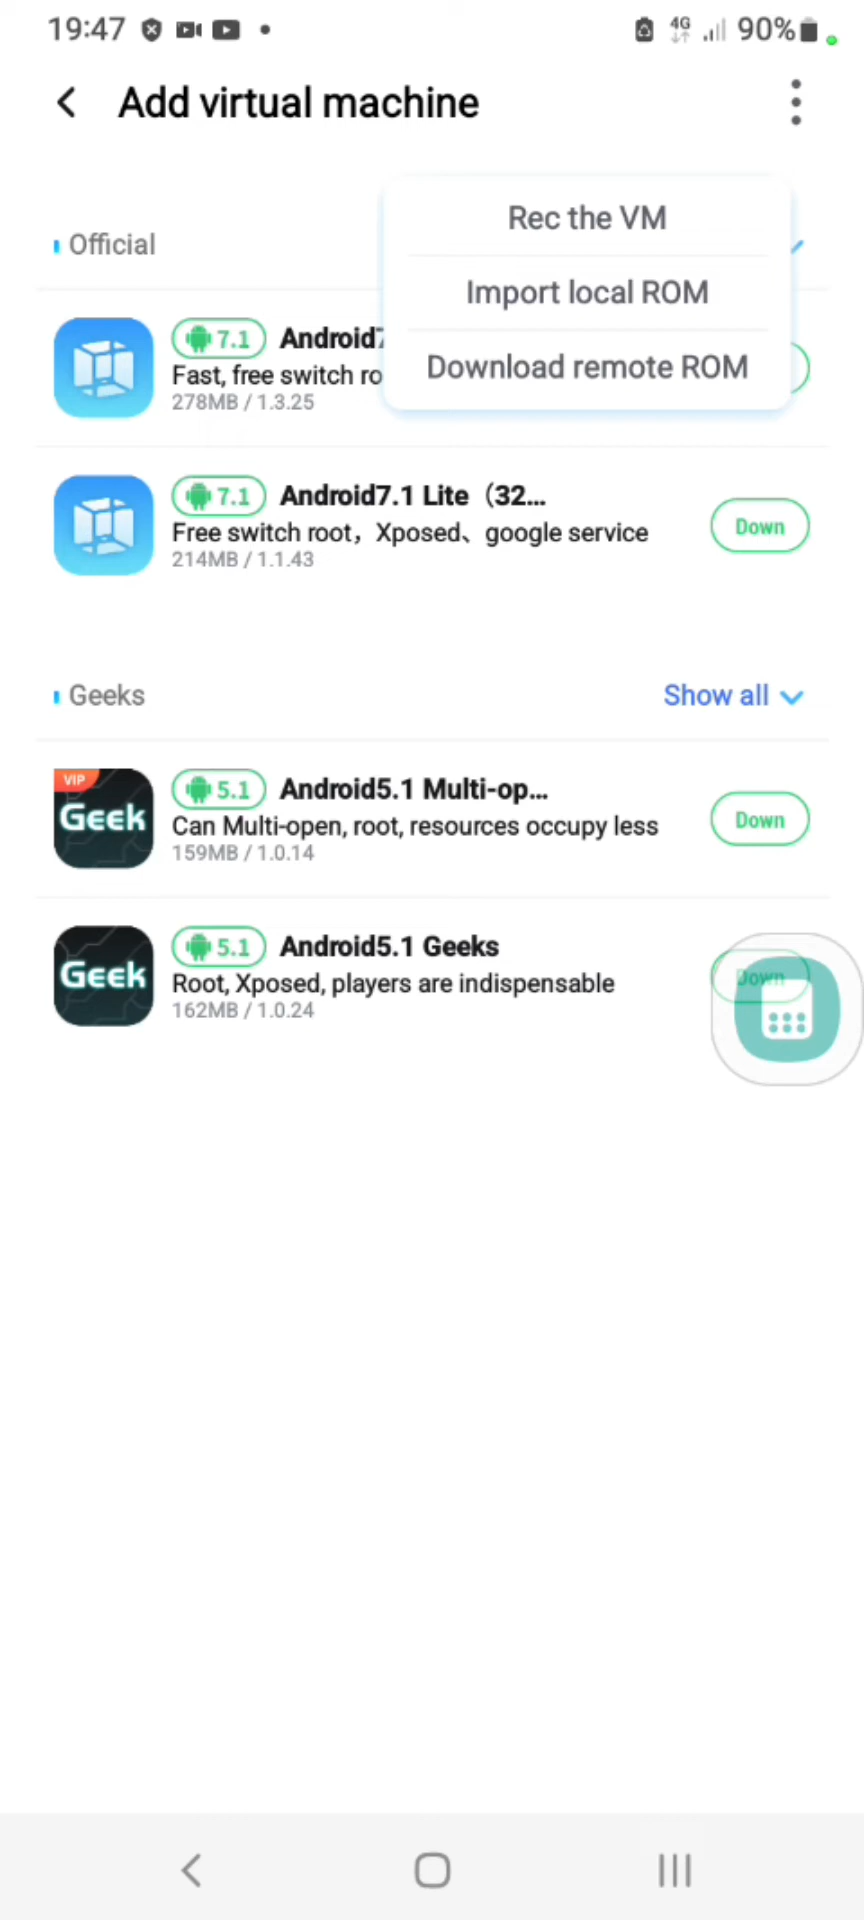 19:47
4G
90%
Add virtual machine
Rec the VM
Official
Import local ROM
7.1 Android7
Download remote ROM
Fast, free switch ro
278MB / 1.3.25
7.1 Android7.1 Lite（32...
Down
Free switch root，Xposed、google service
214MB / 1.1.43
Geeks
Show all
VIP
Geek
5.1 Android5.1 Multi-op...
Down
Can Multi-open, root, resources occupy less
159MB / 1.0.14
Geek
5.1 Android5.1 Geeks
Down
Root, Xposed, players are indispensable
162MB / 1.0.24